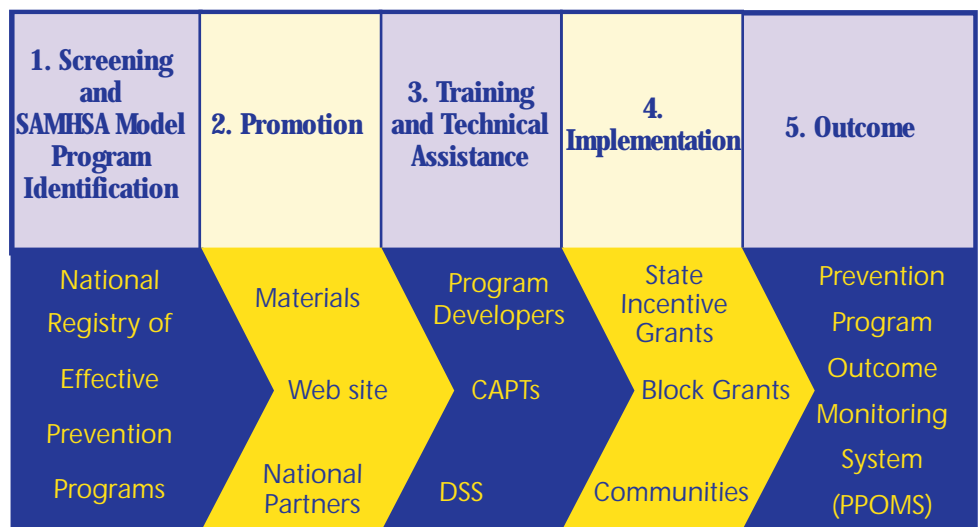 1. Screening
and
SAMHSA Model
Program
Identification
2. Promotion
3. Training
and Technical
Assistance
4.
Implementation
5. Outcome
National
Registry of
Effective
Prevention
Programs
Materials
Web site
National
Partners
Program
Developers
CAPTs
DSS
State
Incentive
Grants
Block Grants
Communities
Prevention
Program
Outcome
Monitoring
System
(PPOMS)